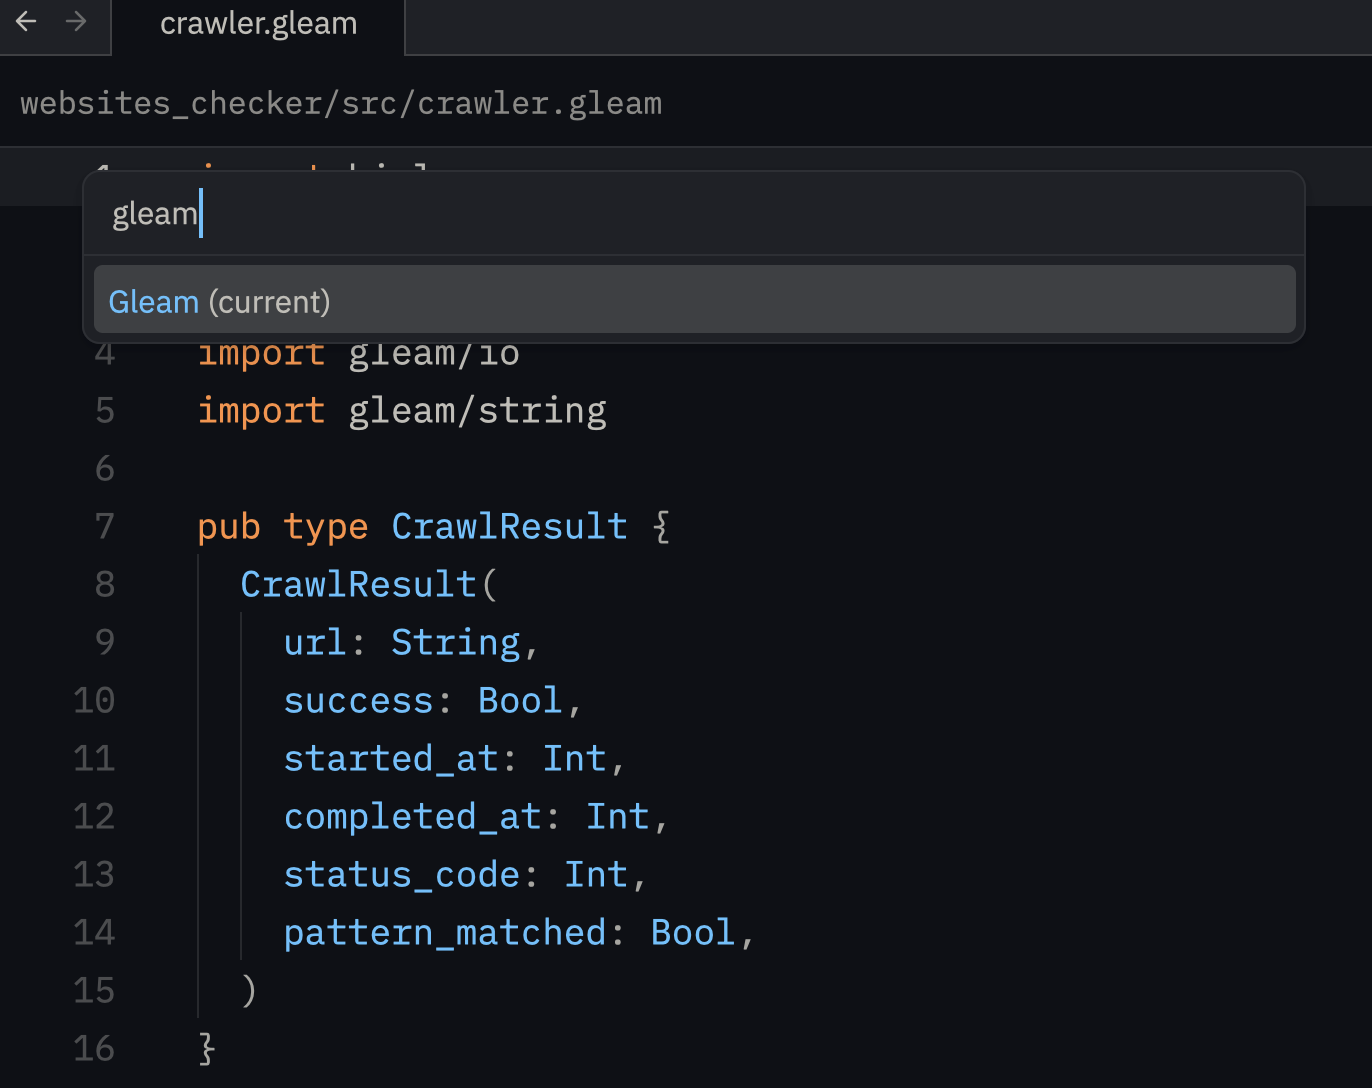 crawler.gleam
websites_checker/src/crawler.gleam
1 import
gleam
Gleam (current)
4 import gleam/io
5 import gleam/string
6
7 pub type CrawlResult {
8 CrawlResult(
9 url: String,
10 success: Bool,
11 started_at: Int,
12 completed_at: Int,
13 status_code: Int,
14 pattern_matched: Bool,
15 )
16 }